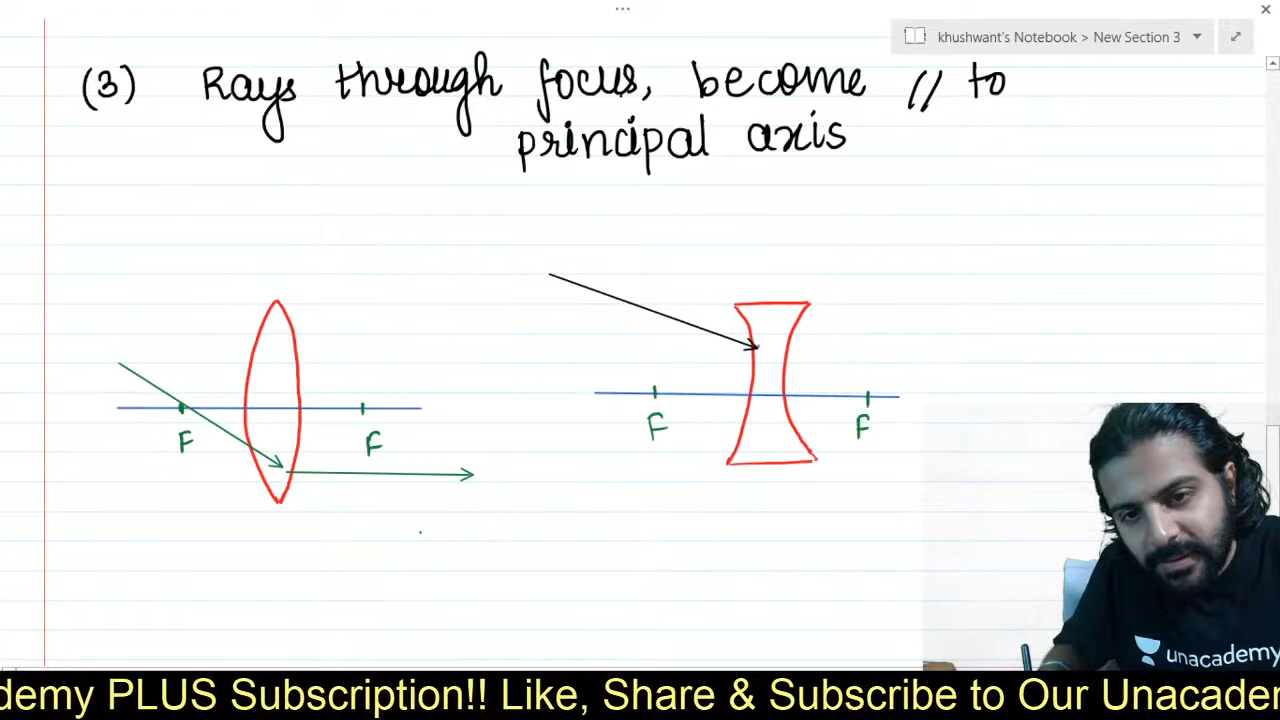 ...
khushwant's Notebook > New Section 3
(3) Rays through focus, become // to
principal axis
F
F
F
F
unacademy
demy PLUS Subscription!! Like, Share & Subscribe to Our Unacader